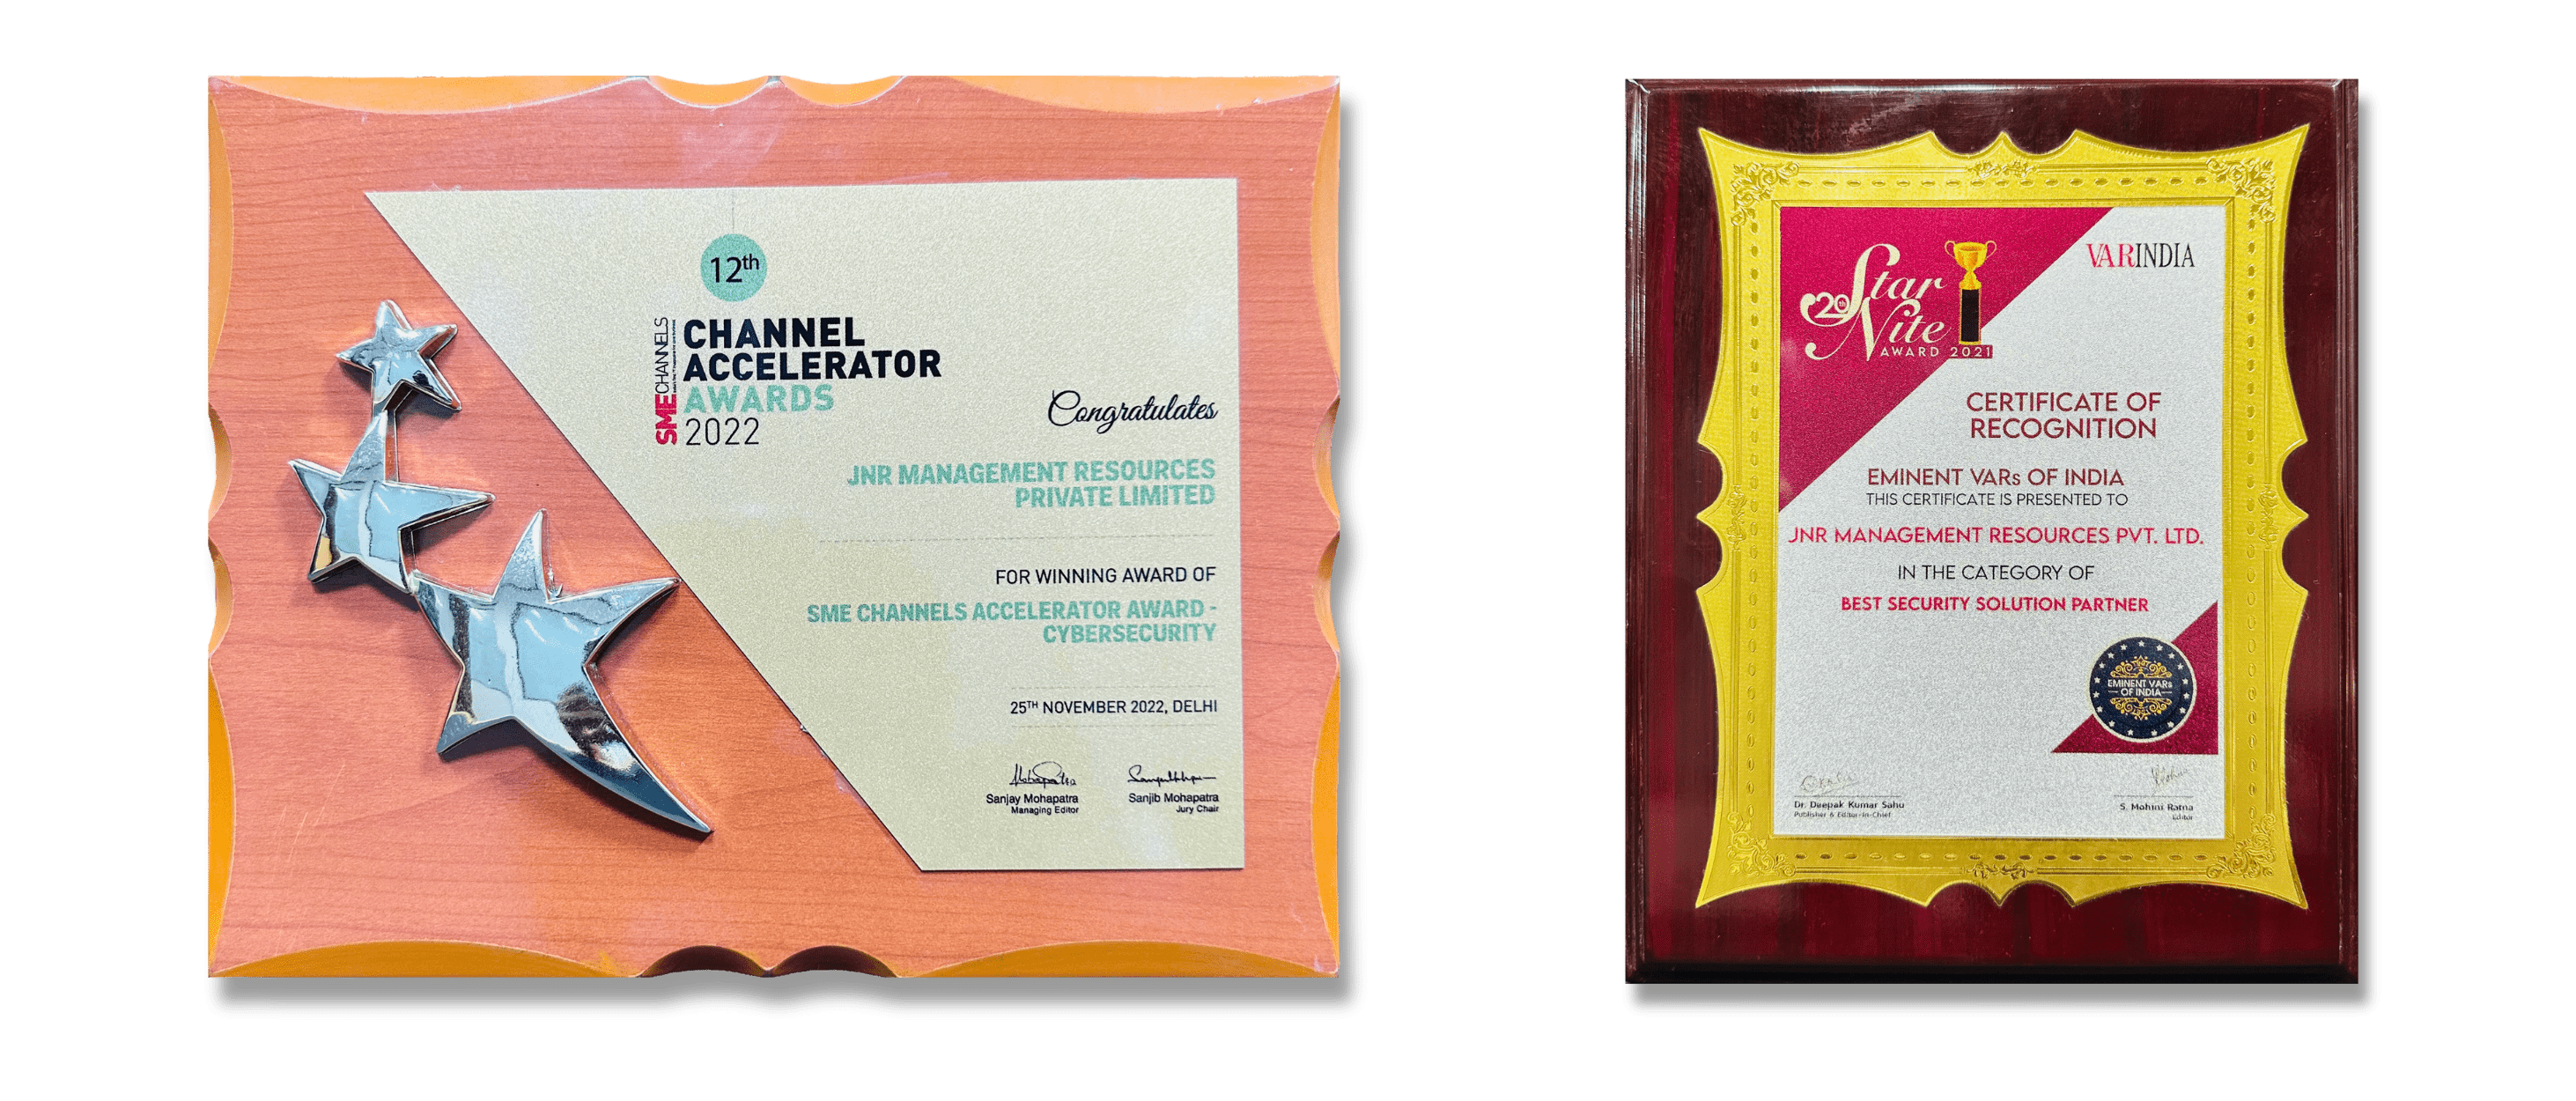 12th
SMECHANNELS
CHANNEL
ACCELERATOR
AWARDS
2022
Congratulates
JNR MANAGEMENT RESOURCES
PRIVATE LIMITED
FOR WINNING AWARD OF
SME CHANNELS ACCELERATOR AWARD -
CYBERSECURITY
25TH NOVEMBER 2022, DELHI
Sanjay Mohapatra
Managing Editor
Sanjib Mohapatra
Jury Chair
20th
Star
Nite
AWARD 2021
VARINDIA
CERTIFICATE OF
RECOGNITION
EMINENT VARs OF INDIA
THIS CERTIFICATE IS PRESENTED TO
JNR MANAGEMENT RESOURCES PVT. LTD.
IN THE CATEGORY OF
BEST SECURITY SOLUTION PARTNER
EMINENT VARs
OF INDIA
Dr. Deepak Kumar Sahu
Publisher & Editor-In-Chief
S. Mohini Ratna
Editor